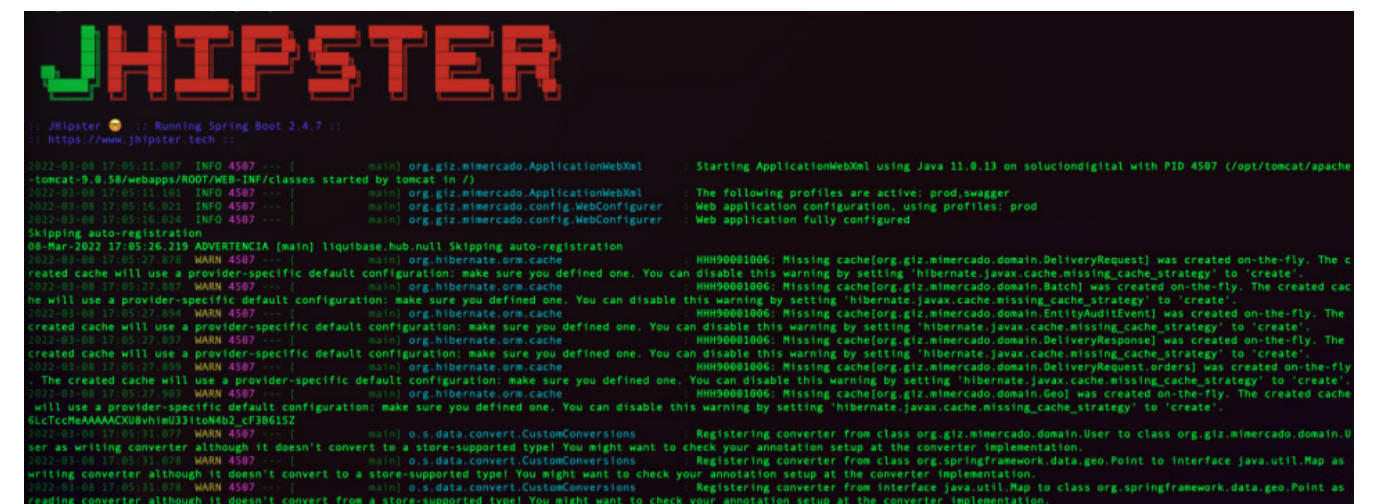 JHIPSTER
:: JHipster 🤓 :: Running Spring Boot 2.4.7 ::
:: https://www.jhipster.tech ::
2022-03-08 17:05:11.087 INFO 4507 --- [ main] org.giz.mimercado.ApplicationWebXml : Starting ApplicationWebXml using Java 11.0.13 on soluciondigital with PID 4507 (/opt/tomcat/apache
-tomcat-9.0.58/webapps/ROOT/WEB-INF/classes started by tomcat in /)
2022-03-08 17:05:11.101 INFO 4507 --- [ main] org.giz.mimercado.ApplicationWebXml : The following profiles are active: prod,swagger
2022-03-08 17:05:16.021 INFO 4507 --- [ main] org.giz.mimercado.config.WebConfigurer : Web application configuration, using profiles: prod
2022-03-08 17:05:16.024 INFO 4507 --- [ main] org.giz.mimercado.config.WebConfigurer : Web application fully configured
Skipping auto-registration
08-Mar-2022 17:05:26.219 ADVERTENCIA [main] liquibase.hub.null Skipping auto-registration
2022-03-08 17:05:27.878 WARN 4507 --- [ main] org.hibernate.orm.cache : HHH90001006: Missing cache[org.giz.mimercado.domain.DeliveryRequest] was created on-the-fly. The c
reated cache will use a provider-specific default configuration: make sure you defined one. You can disable this warning by setting 'hibernate.javax.cache.missing_cache_strategy' to 'create'.
2022-03-08 17:05:27.887 WARN 4507 --- [ main] org.hibernate.orm.cache : HHH90001006: Missing cache[org.giz.mimercado.domain.Batch] was created on-the-fly. The created cac
he will use a provider-specific default configuration: make sure you defined one. You can disable this warning by setting 'hibernate.javax.cache.missing_cache_strategy' to 'create'.
2022-03-08 17:05:27.894 WARN 4507 --- [ main] org.hibernate.orm.cache : HHH90001006: Missing cache[org.giz.mimercado.domain.EntityAuditEvent] was created on-the-fly. The
created cache will use a provider-specific default configuration: make sure you defined one. You can disable this warning by setting 'hibernate.javax.cache.missing_cache_strategy' to 'create'.
2022-03-08 17:05:27.897 WARN 4507 --- [ main] org.hibernate.orm.cache : HHH90001006: Missing cache[org.giz.mimercado.domain.DeliveryResponse] was created on-the-fly. The
created cache will use a provider-specific default configuration: make sure you defined one. You can disable this warning by setting 'hibernate.javax.cache.missing_cache_strategy' to 'create'.
2022-03-08 17:05:27.899 WARN 4507 --- [ main] org.hibernate.orm.cache : HHH90001006: Missing cache[org.giz.mimercado.domain.DeliveryRequest.orders] was created on-the-fly
. The created cache will use a provider-specific default configuration: make sure you defined one. You can disable this warning by setting 'hibernate.javax.cache.missing_cache_strategy' to 'create'.
2022-03-08 17:05:27.903 WARN 4507 --- [ main] org.hibernate.orm.cache : HHH90001006: Missing cache[org.giz.mimercado.domain.Geo] was created on-the-fly. The created cache
will use a provider-specific default configuration: make sure you defined one. You can disable this warning by setting 'hibernate.javax.cache.missing_cache_strategy' to 'create'.
6LcTccMeAAAAACXU8vhimU33itoN4b2_cF3B61SZ
2022-03-08 17:05:31.077 WARN 4507 --- [ main] o.s.data.convert.CustomConversions : Registering converter from class org.giz.mimercado.domain.User to class org.giz.mimercado.domain.U
ser as writing converter although it doesn't convert to a store-supported type! You might want to check your annotation setup at the converter implementation.
2022-03-08 17:05:31.078 WARN 4507 --- [ main] o.s.data.convert.CustomConversions : Registering converter from class org.springframework.data.geo.Point to interface java.util.Map as
writing converter although it doesn't convert to a store-supported type! You might want to check your annotation setup at the converter implementation.
2022-03-08 17:05:31.078 WARN 4507 --- [ main] o.s.data.convert.CustomConversions : Registering converter from interface java.util.Map to class org.springframework.data.geo.Point as
reading converter although it doesn't convert from a store-supported type! You might want to check your annotation setup at the converter implementation.